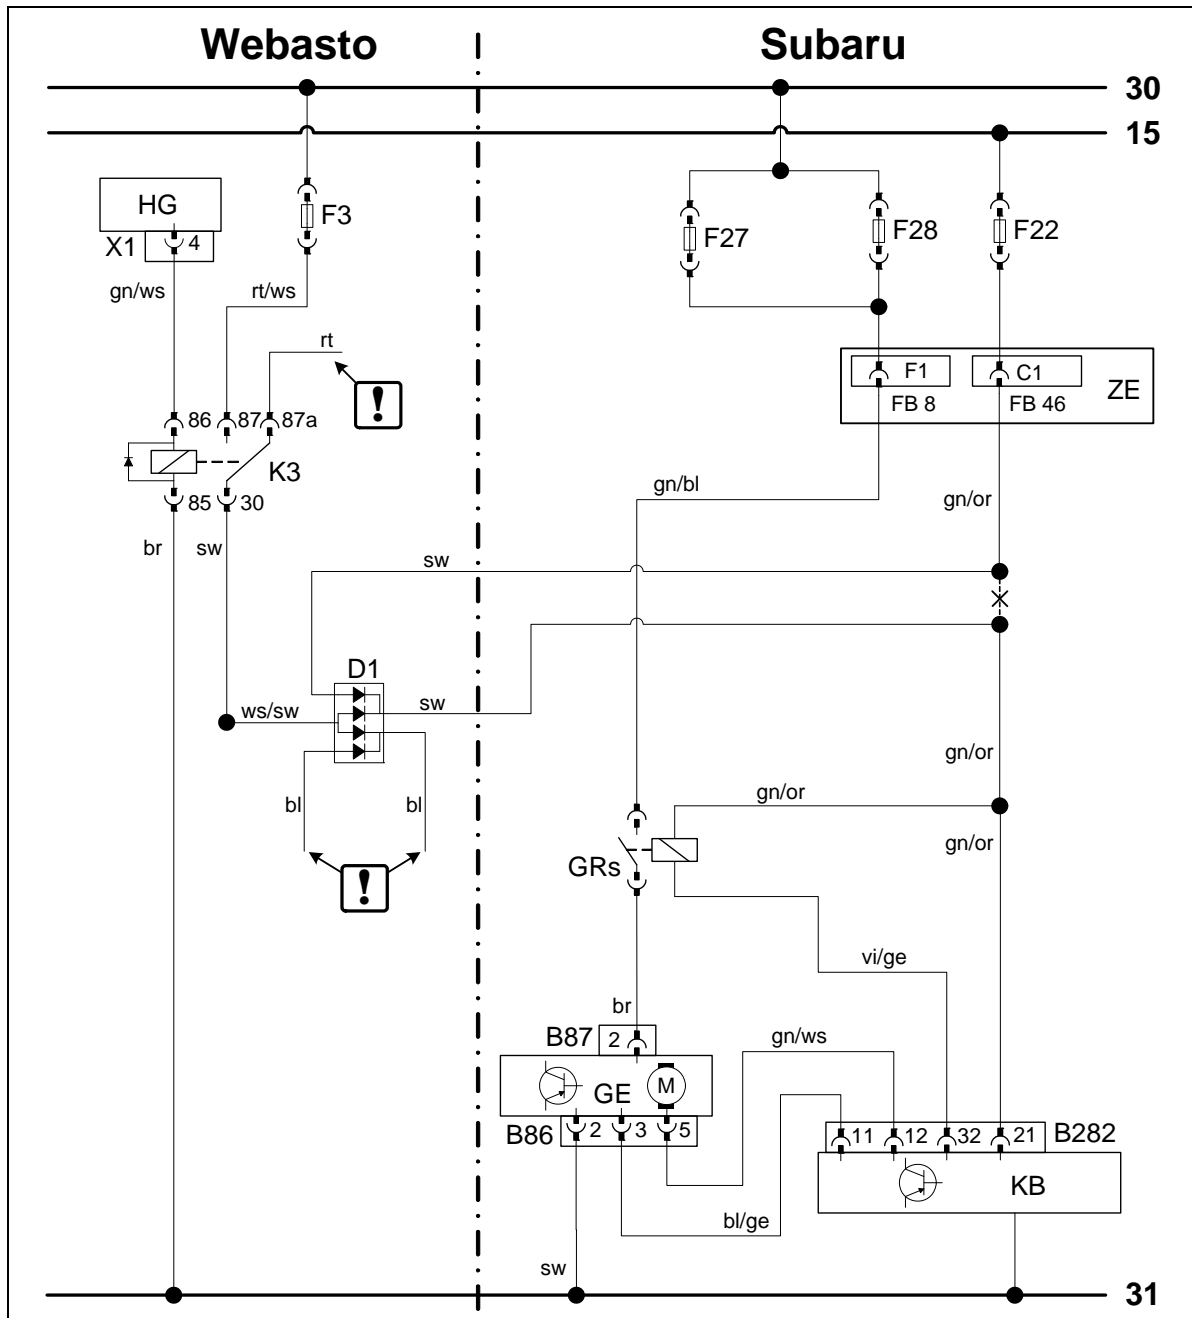 Webasto
Subaru
30
15
HG
X1
4
F3
F27
F28
F22
gn/ws
rt/ws
rt
!
F1
C1
ZE
FB 8
FB 46
86
87
87a
K3
85
30
gn/bl
gn/or
br
sw
sw
D1
ws/sw
sw
gn/or
bl
bl
gn/or
gn/or
!
GRs
vi/ge
br
B87
2
gn/ws
GE
M
B86
2
3
5
11
12
32
21
B282
KB
bl/ge
sw
31